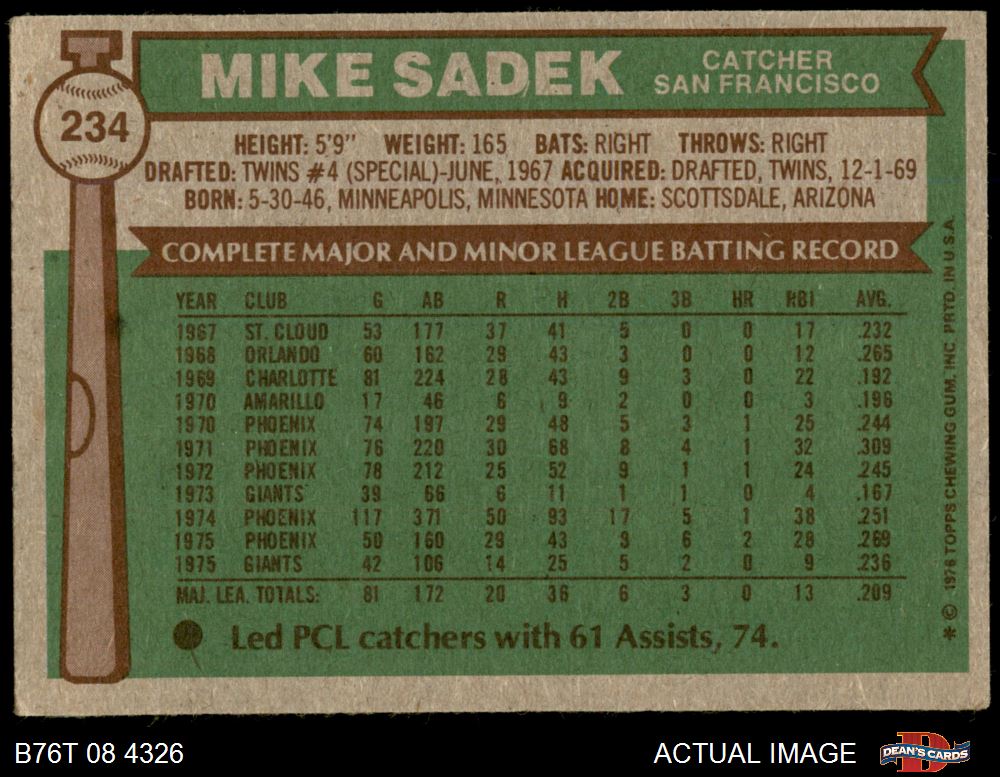 MIKE SADEK
CATCHER
SAN FRANCISCO
234
HEIGHT: 5'9" WEIGHT: 165 BATS: RIGHT THROWS: RIGHT
DRAFTED: TWINS #4 (SPECIAL)-JUNE, 1967 ACQUIRED: DRAFTED, TWINS, 12-1-69
BORN: 5-30-46, MINNEAPOLIS, MINNESOTA HOME: SCOTTSDALE, ARIZONA
COMPLETE MAJOR AND MINOR LEAGUE BATTING RECORD
YEAR CLUB G AB R H 2B 3B HR RBI AVG.
1967 ST. CLOUD 53 177 37 41 5 0 0 17 .232
1968 ORLANDO 60 162 29 43 3 0 0 12 .265
1969 CHARLOTTE 81 224 28 43 9 3 0 22 .192
1970 AMARILLO 17 46 6 9 2 0 0 3 .196
1970 PHOENIX 74 197 29 48 5 3 1 25 .244
1971 PHOENIX 76 220 30 68 8 4 1 32 .309
1972 PHOENIX 78 212 25 52 9 1 1 24 .245
1973 GIANTS 39 66 6 11 1 1 0 4 .167
1974 PHOENIX 117 371 50 93 17 5 1 38 .251
1975 PHOENIX 50 160 29 43 9 6 2 28 .269
1975 GIANTS 42 106 14 25 5 2 0 9 .236
MAJ. LEA. TOTALS: 81 172 20 36 6 3 0 13 .209
Led PCL catchers with 61 Assists, 74.
* © 1976 TOPPS CHEWING GUM, INC. PRTD. IN U.S.A.
B76T 08 4326
ACTUAL IMAGE
DEAN'S CARDS